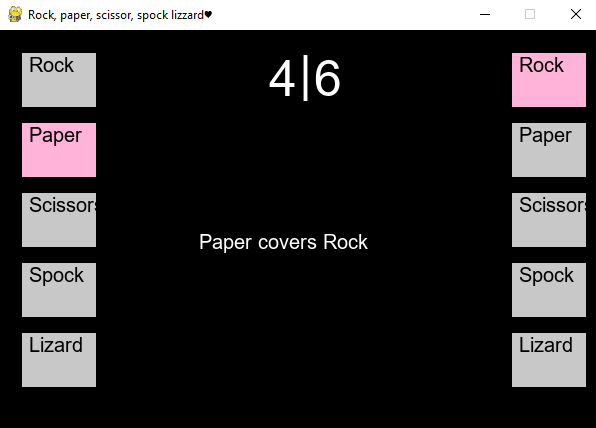 Rock, paper, scissor, spock lizzard♥
4|6
Rock
Paper
Scissors
Spock
Lizard
Paper covers Rock
Rock
Paper
Scissors
Spock
Lizard